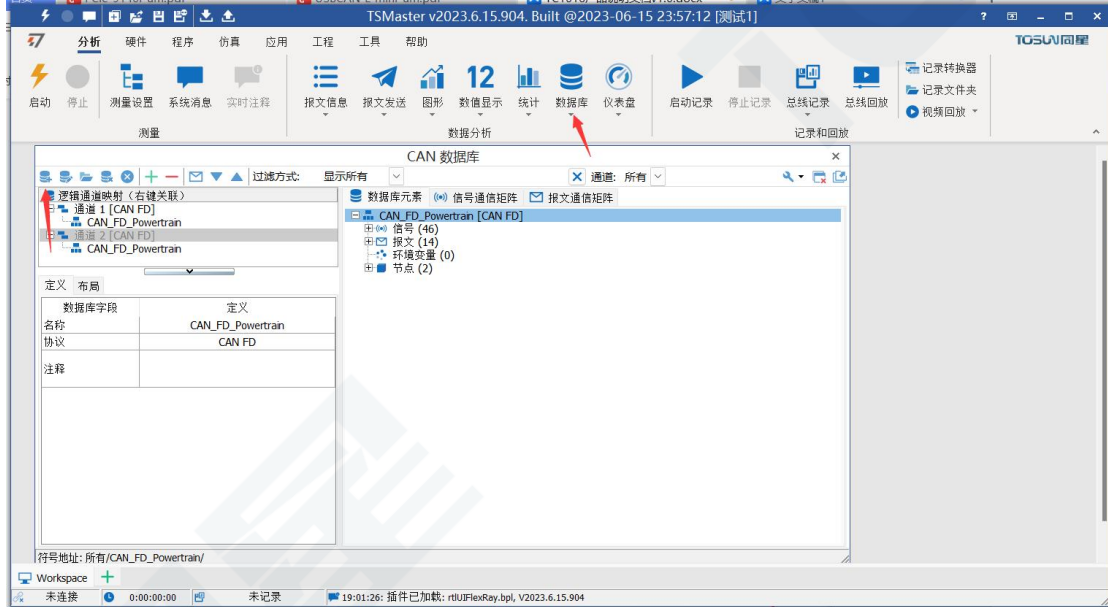 TSMaster v2023.6.15.904. Built @2023-06-15 23:57:12 [测试1]
分析 硬件 程序 仿真 应用 工程 工具 帮助
TOSUN同星
启动 停止 测量设置 系统消息 实时注释 报文信息 报文发送 图形 12 数值显示 统计 数据库 仪表盘 启动记录 停止记录 总线记录 总线回放
记录转换器
记录文件夹
视频回放
测量 数据分析 记录和回放
CAN 数据库
过滤方式: 显示所有 通道: 所有
逻辑通道映射（右键关联）
通道 1 [CAN FD]
CAN_FD_Powertrain
通道 2 [CAN FD]
CAN_FD_Powertrain
定义 布局
数据库字段 定义
名称 CAN_FD_Powertrain
协议 CAN FD
注释
数据库元素 信号通信矩阵 报文通信矩阵
CAN_FD_Powertrain [CAN FD]
信号 (46)
报文 (14)
环境变量 (0)
节点 (2)
符号地址: 所有/CAN_FD_Powertrain/
Workspace
未连接 0:00:00:00 未记录 19:01:26: 插件已加载: rtlUIFlexRay.bpl, V2023.6.15.904